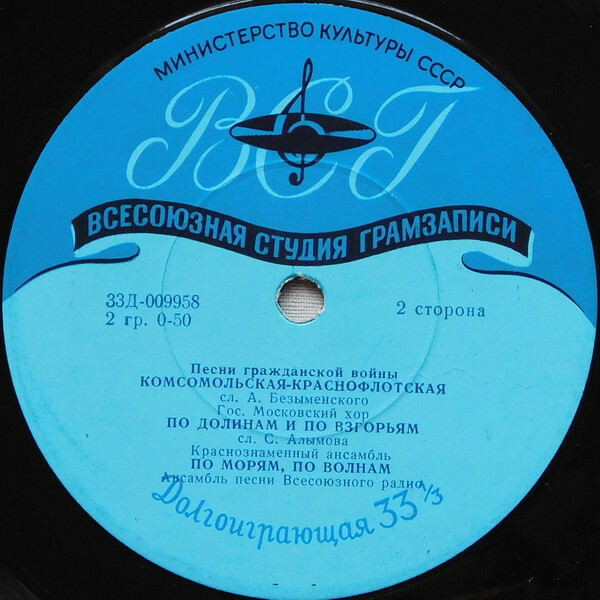 МИНИСТЕРСТВО КУЛЬТУРЫ СССР
ВСГ
ВСЕСОЮЗНАЯ СТУДИЯ ГРАМЗАПИСИ
33Д-009958
2 гр. 0-50
2 сторона
Песни гражданской войны
КОМСОМОЛЬСКАЯ-КРАСНОФЛОТСКАЯ
сл. А. Безыменского
Гос. Московский хор
ПО ДОЛИНАМ И ПО ВЗГОРЬЯМ
сл. С. Алымова
Краснознаменный ансамбль
ПО МОРЯМ, ПО ВОЛНАМ
Ансамбль песни Всесоюзного радио
Долгоиграющая 33 1/3